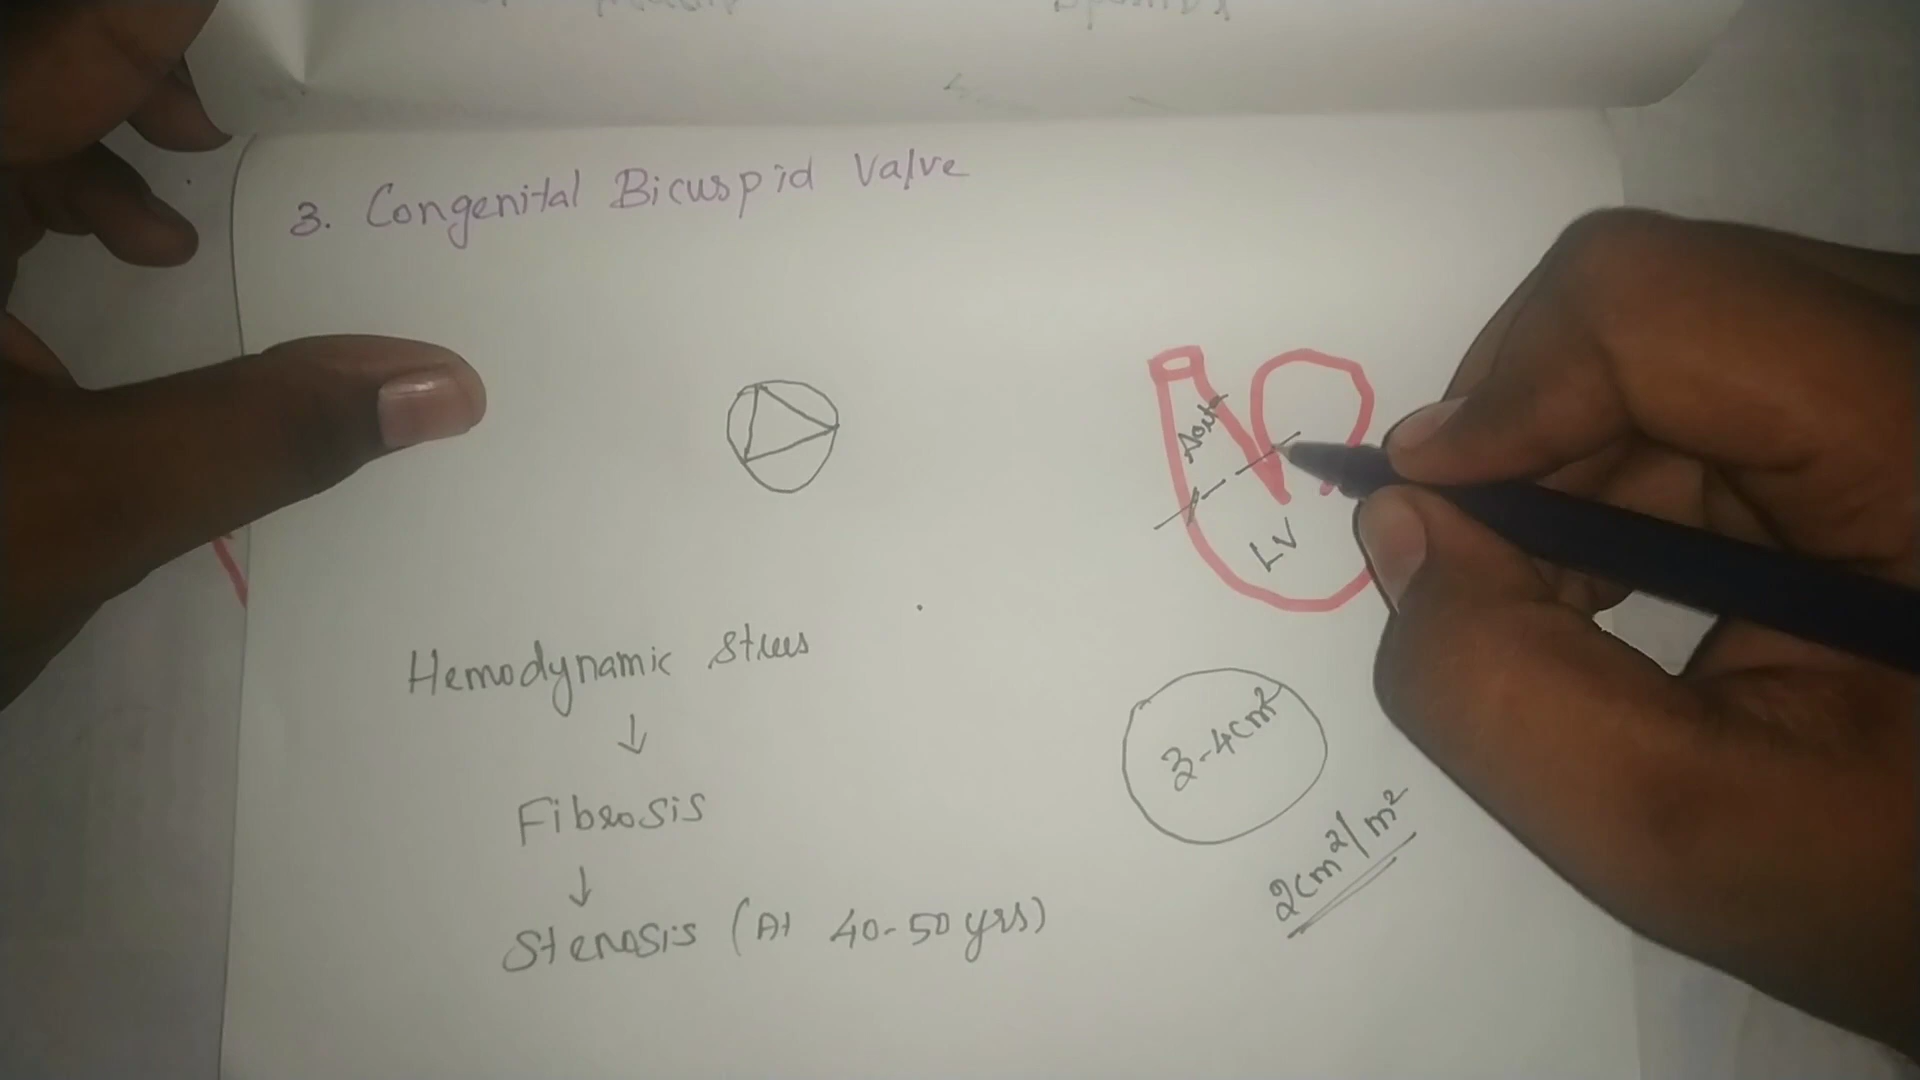 3. Congenital Bicuspid Valve
Aorta
LV
Hemodynamic Stress
↓
Fibrosis
↓
Stenosis (At 40-50 yrs)
3-4cm²
2cm²/m²